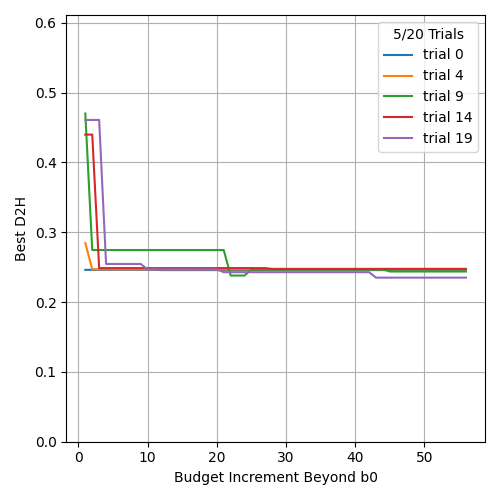 5/20 Trials
trial 0
trial 4
trial 9
trial 14
trial 19
Best D2H
0.6
0.5
0.4
0.3
0.2
0.1
0.0
0 10 20 30 40 50
Budget Increment Beyond b0